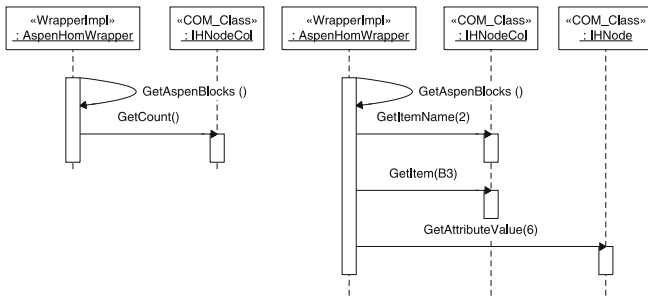 «WrapperImpl»
: AspenHomWrapper
«COM_Class»
: IHNodeCol
GetAspenBlocks ()
GetCount()
«WrapperImpl»
: AspenHomWrapper
«COM_Class»
: IHNodeCol
«COM_Class»
: IHNode
GetAspenBlocks ()
GetItemName(2)
GetItem(B3)
GetAttributeValue(6)